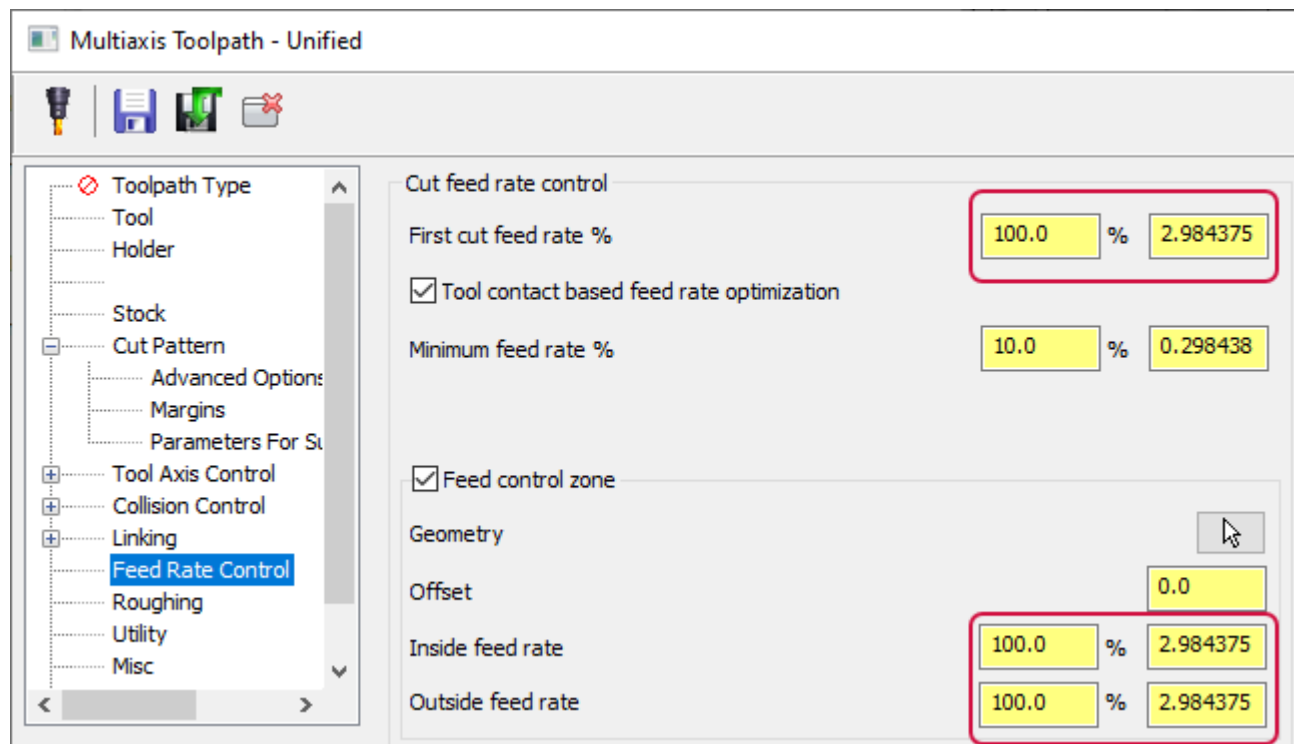 Multiaxis Toolpath - Unified
Toolpath Type
Tool
Holder
Stock
Cut Pattern
Advanced Options
Margins
Parameters For Su
Tool Axis Control
Collision Control
Linking
Feed Rate Control
Roughing
Utility
Misc
Cut feed rate control
First cut feed rate % 100.0 % 2.984375
Tool contact based feed rate optimization
Minimum feed rate % 10.0 % 0.298438
Feed control zone
Geometry
Offset 0.0
Inside feed rate 100.0 % 2.984375
Outside feed rate 100.0 % 2.984375